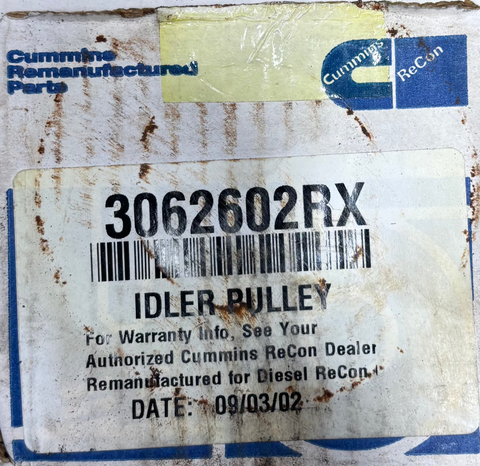 Cummins
Remanufactured
Parts
Cummins
ReCon
3062602RX
IDLER PULLEY
For Warranty Info, See Your
Authorized Cummins ReCon Dealer
Remanufactured for Diesel ReCon
DATE: 09/03/02